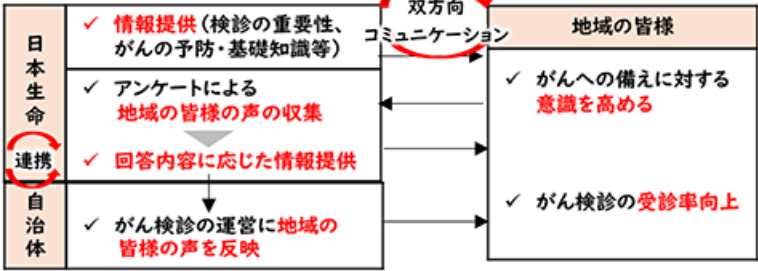 日本生命
✓ 情報提供（検診の重要性、
がんの予防・基礎知識等）
✓ アンケートによる
地域の皆様の声の収集
✓ 回答内容に応じた情報提供
連携
自治体
✓ がん検診の運営に地域の
皆様の声を反映
双方向
コミュニケーション
地域の皆様
✓ がんへの備えに対する
意識を高める
✓ がん検診の受診率向上